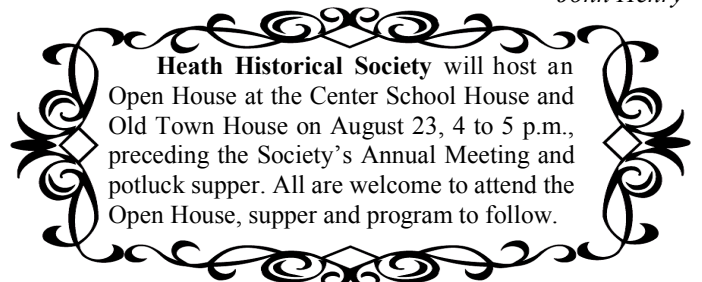 John Henry
Heath Historical Society will host an
Open House at the Center School House and
Old Town House on August 23, 4 to 5 p.m.,
preceding the Society's Annual Meeting and
potluck supper. All are welcome to attend the
Open House, supper and program to follow.